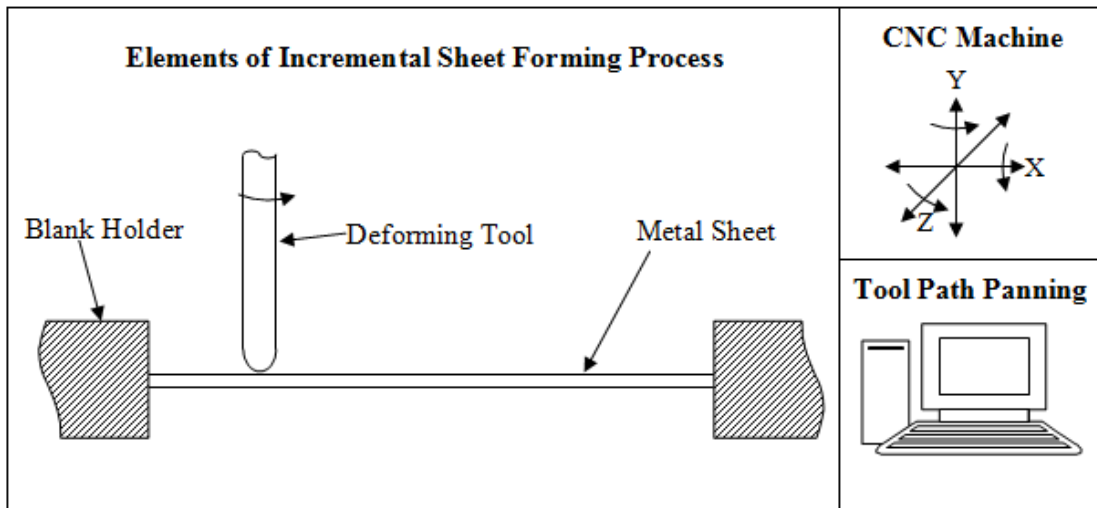 Elements of Incremental Sheet Forming Process
Blank Holder
Deforming Tool
Metal Sheet
CNC Machine
Y
X
Z
Tool Path Panning